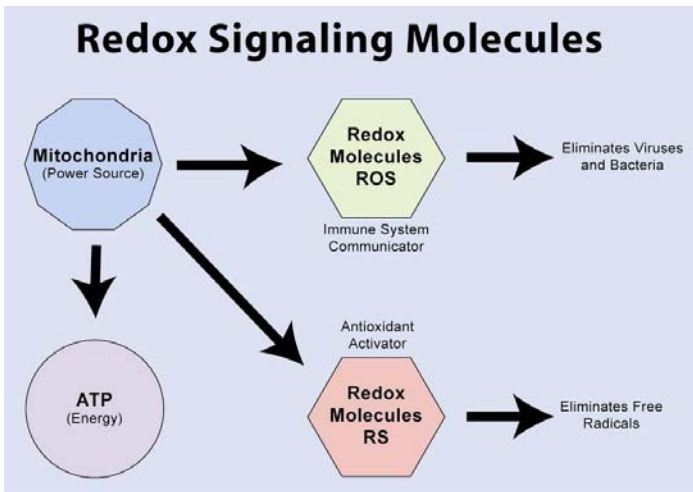 Redox Signaling Molecules
Mitochondria
(Power Source)
Redox
Molecules
ROS
Immune System
Communicator
Eliminates Viruses
and Bacteria
ATP
(Energy)
Antioxidant
Activator
Redox
Molecules
RS
Eliminates Free
Radicals